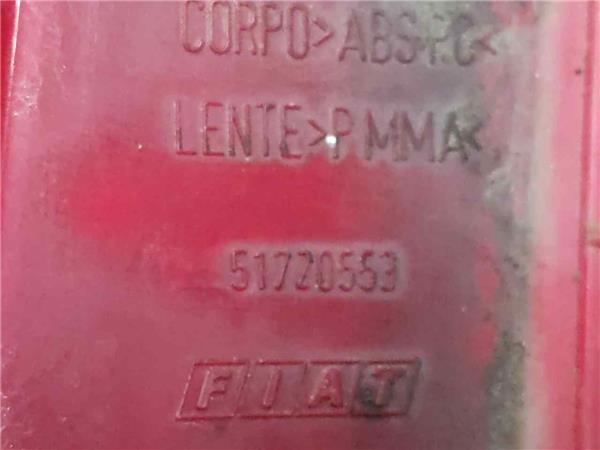 CORPO>ABS-PC<
LENTE>PMMA<
51720553
FIAT